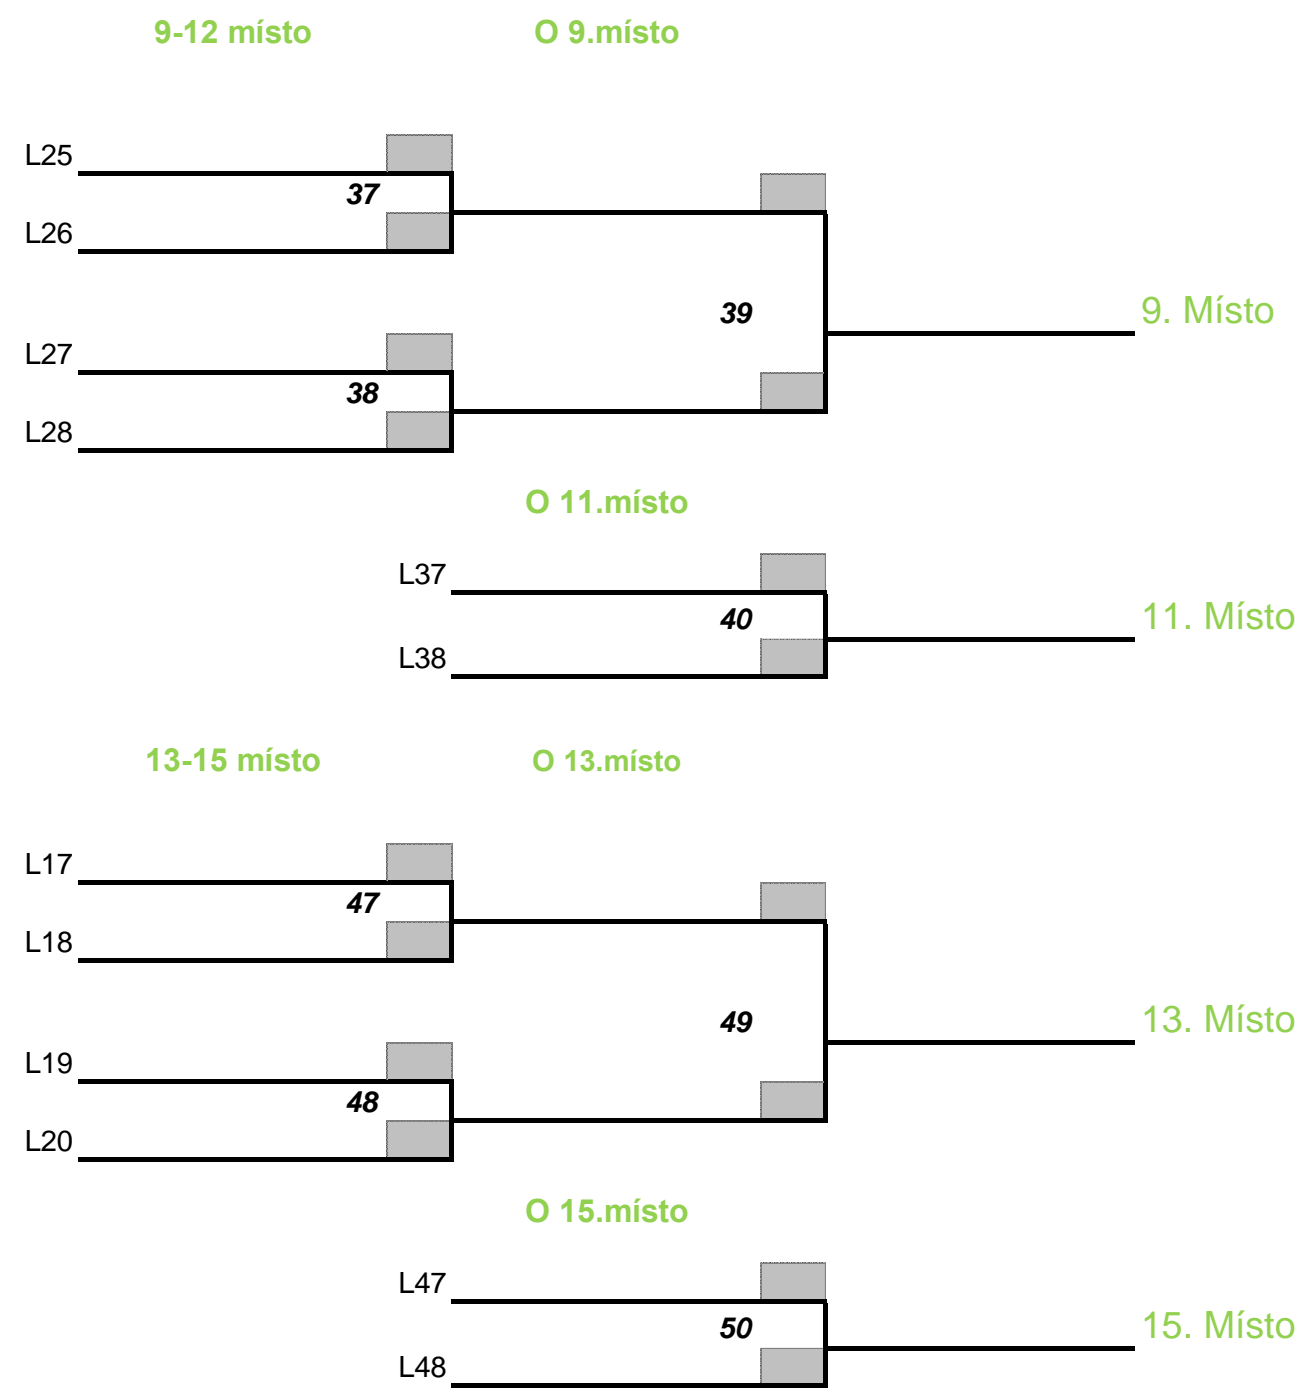 9-12 místo
O 9.místo
L25
37
L26
39
9. Místo
L27
38
L28
O 11.místo
L37
40
11. Místo
L38
13-15 místo
O 13.místo
L17
47
L18
49
13. Místo
L19
48
L20
O 15.místo
L47
50
15. Místo
L48